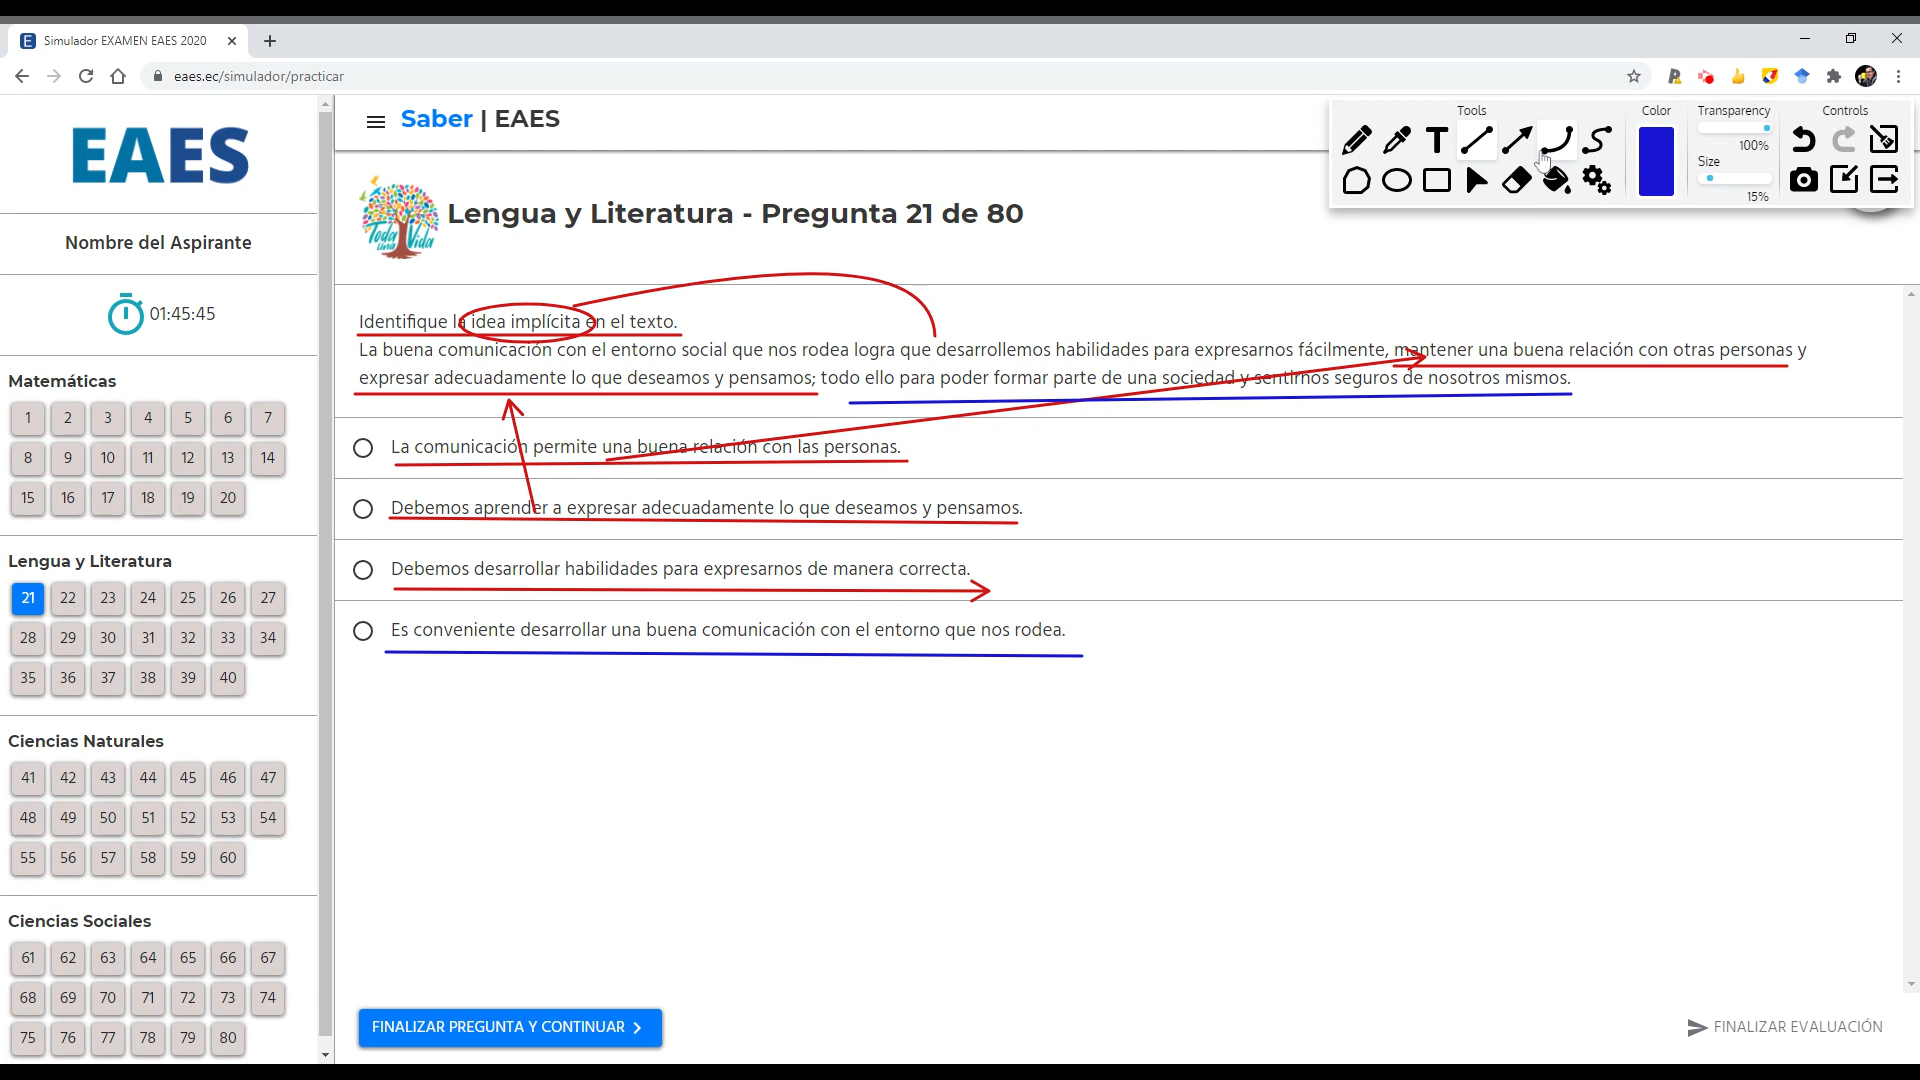 Simulador EXAMEN EAES 2020
eaes.ec/simulador/practicar
Tools
Color
Transparency
Controls
100%
Size
15%
EAES
Saber | EAES
Nombre del Aspirante
01:45:45
Toda una Vida
Lengua y Literatura - Pregunta 21 de 80
Identifique la idea implícita en el texto.
La buena comunicación con el entorno social que nos rodea logra que desarrollemos habilidades para expresarnos fácilmente, mantener una buena relación con otras personas y
expresar adecuadamente lo que deseamos y pensamos; todo ello para poder formar parte de una sociedad y sentirnos seguros de nosotros mismos.
La comunicación permite una buena relación con las personas.
Debemos aprender a expresar adecuadamente lo que deseamos y pensamos.
Debemos desarrollar habilidades para expresarnos de manera correcta.
Es conveniente desarrollar una buena comunicación con el entorno que nos rodea.
Matemáticas
1 2 3 4 5 6 7
8 9 10 11 12 13 14
15 16 17 18 19 20
Lengua y Literatura
21 22 23 24 25 26 27
28 29 30 31 32 33 34
35 36 37 38 39 40
Ciencias Naturales
41 42 43 44 45 46 47
48 49 50 51 52 53 54
55 56 57 58 59 60
Ciencias Sociales
61 62 63 64 65 66 67
68 69 70 71 72 73 74
75 76 77 78 79 80
FINALIZAR PREGUNTA Y CONTINUAR
FINALIZAR EVALUACIÓN